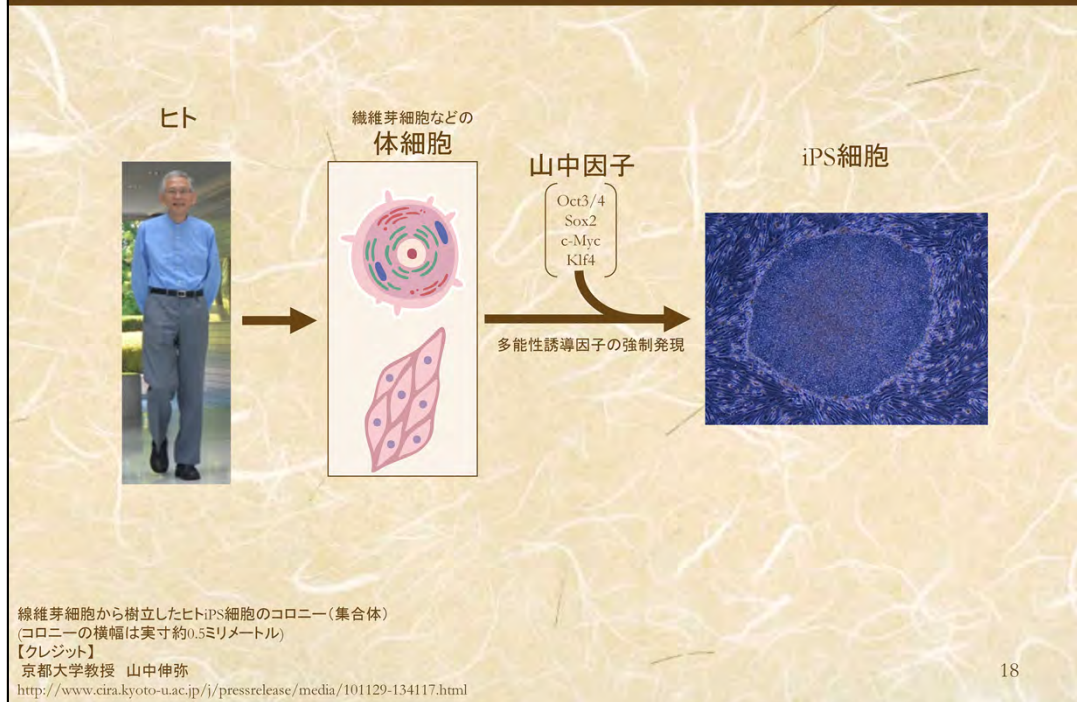 ヒト
繊維芽細胞などの
体細胞
山中因子
Oct3/4
Sox2
c-Myc
Klf4
多能性誘導因子の強制発現
iPS細胞
線維芽細胞から樹立したヒトiPS細胞のコロニー（集合体）
(コロニーの横幅は実寸約0.5ミリメートル)
【クレジット】
京都大学教授　山中伸弥
http://www.cira.kyoto-u.ac.jp/j/pressrelease/media/101129-134117.html
18